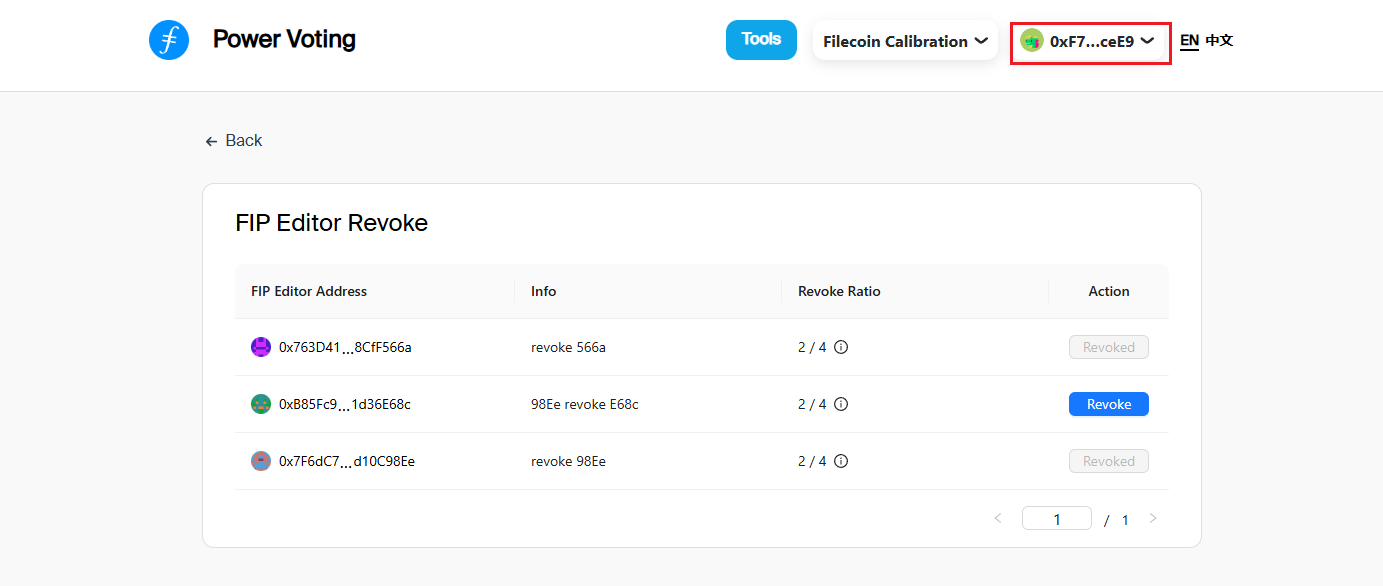 Power Voting
Tools
Filecoin Calibration
0xF7...ceE9
EN 中文
← Back
FIP Editor Revoke
FIP Editor Address Info Revoke Ratio Action
0x763D41...8CfF566a revoke 566a 2 / 4 Revoked
0xB85Fc9...1d36E68c 98Ee revoke E68c 2 / 4 Revoke
0x7F6dC7...d10C98Ee revoke 98Ee 2 / 4 Revoked
< 1 / 1 >